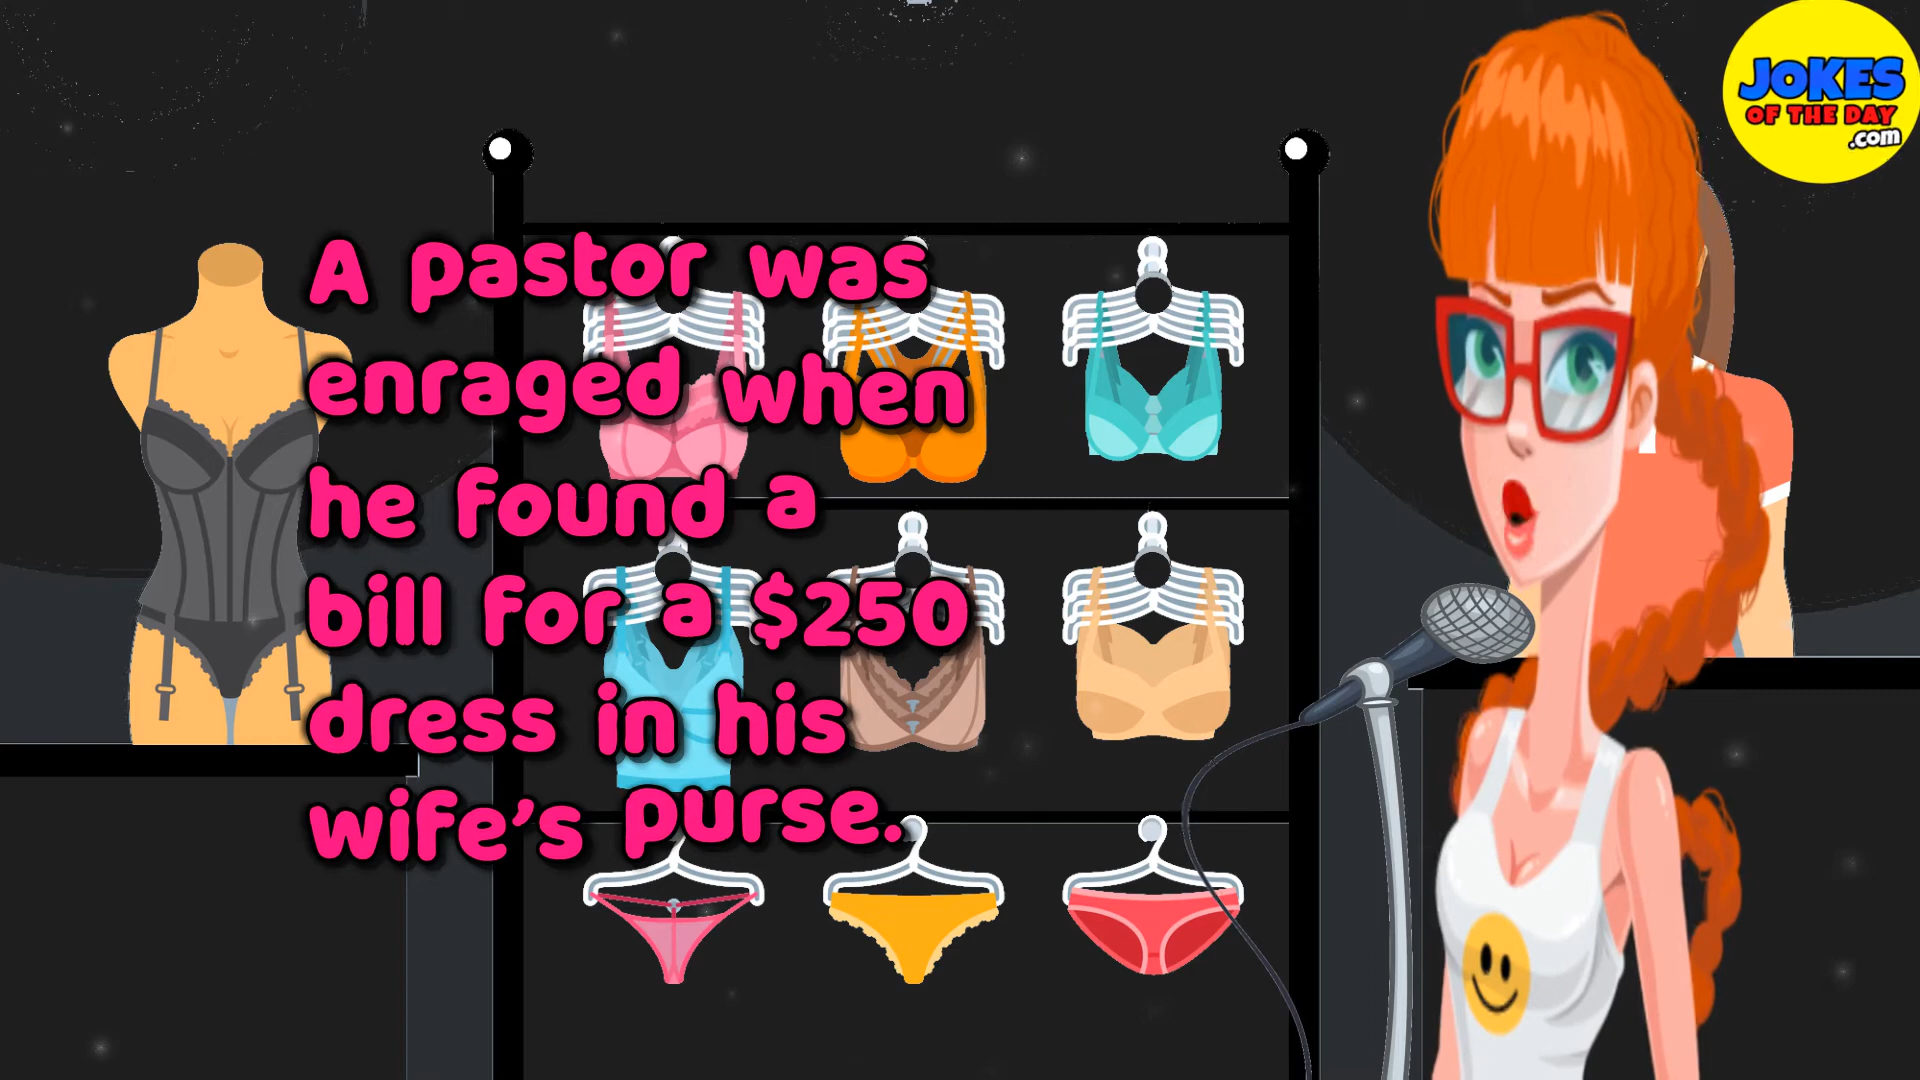 JOKES
OF THE DAY
.com
A pastor was
enraged when
he found a
bill for a $250
dress in his
wife's purse.